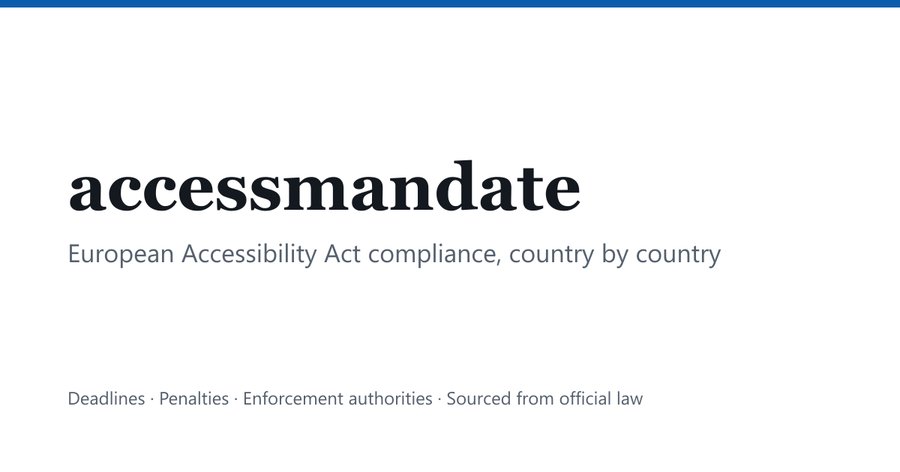 accessmandate
European Accessibility Act compliance, country by country
Deadlines · Penalties · Enforcement authorities · Sourced from official law